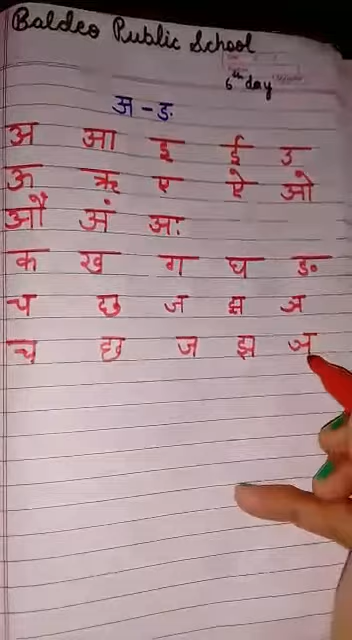 Baldeo Public School
6th day
अ - ङ
अ आ इ ई उ
ऊ ऋ ए ऐ ओ
औ अं अः
क ख ग घ ङ
च छ ज झ ञ
च छ ज झ ञ